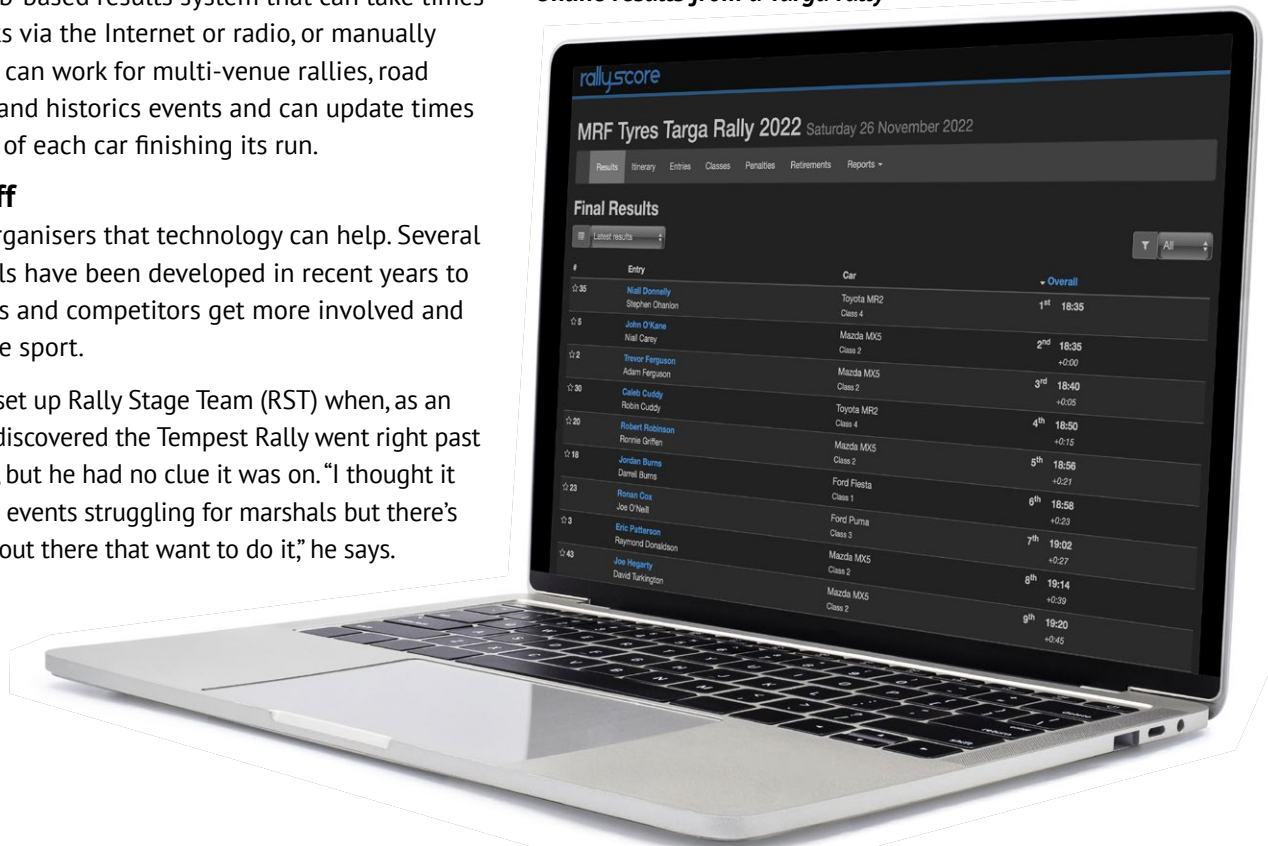 -based results system that can take times
s via the Internet or radio, or manually
can work for multi-venue rallies, road
and historics events and can update times
of each car finishing its run.
ff
rganisers that technology can help. Several
ls have been developed in recent years to
s and competitors get more involved and
e sport.
set up Rally Stage Team (RST) when, as an
discovered the Tempest Rally went right past
, but he had no clue it was on. “I thought it
events struggling for marshals but there’s
out there that want to do it,” he says.
Online results from a Targa rally
rallyscore
MRF Tyres Targa Rally 2022 Saturday 26 November 2022
Results Itinerary Entries Classes Penalties Retirements Reports
Final Results
Latest results All
# Entry Car Overall
35 Niall Donnelly Toyota MR2 1st 18:35
Stephen Ohanlon Class 4
5 John O'Kane Mazda MX5 2nd 18:35
Niall Carey Class 2 +0:00
2 Trevor Ferguson Mazda MX5 3rd 18:40
Adam Ferguson Class 2 +0:05
30 Caleb Cuddy Toyota MR2 4th 18:50
Robin Cuddy Class 4 +0:15
20 Robert Robinson Mazda MX5 5th 18:56
Ronnie Griffen Class 2 +0:21
18 Jordan Burns Ford Fiesta 6th 18:58
Darrell Burns Class 1 +0:23
23 Ronan Cox Ford Puma 7th 19:02
Joe O'Neill Class 3 +0:27
3 Eric Patterson Mazda MX5 8th 19:14
Raymond Donaldson Class 2 +0:39
43 Joe Hegarty Mazda MX5 9th 19:20
David Turkington Class 2 +0:45